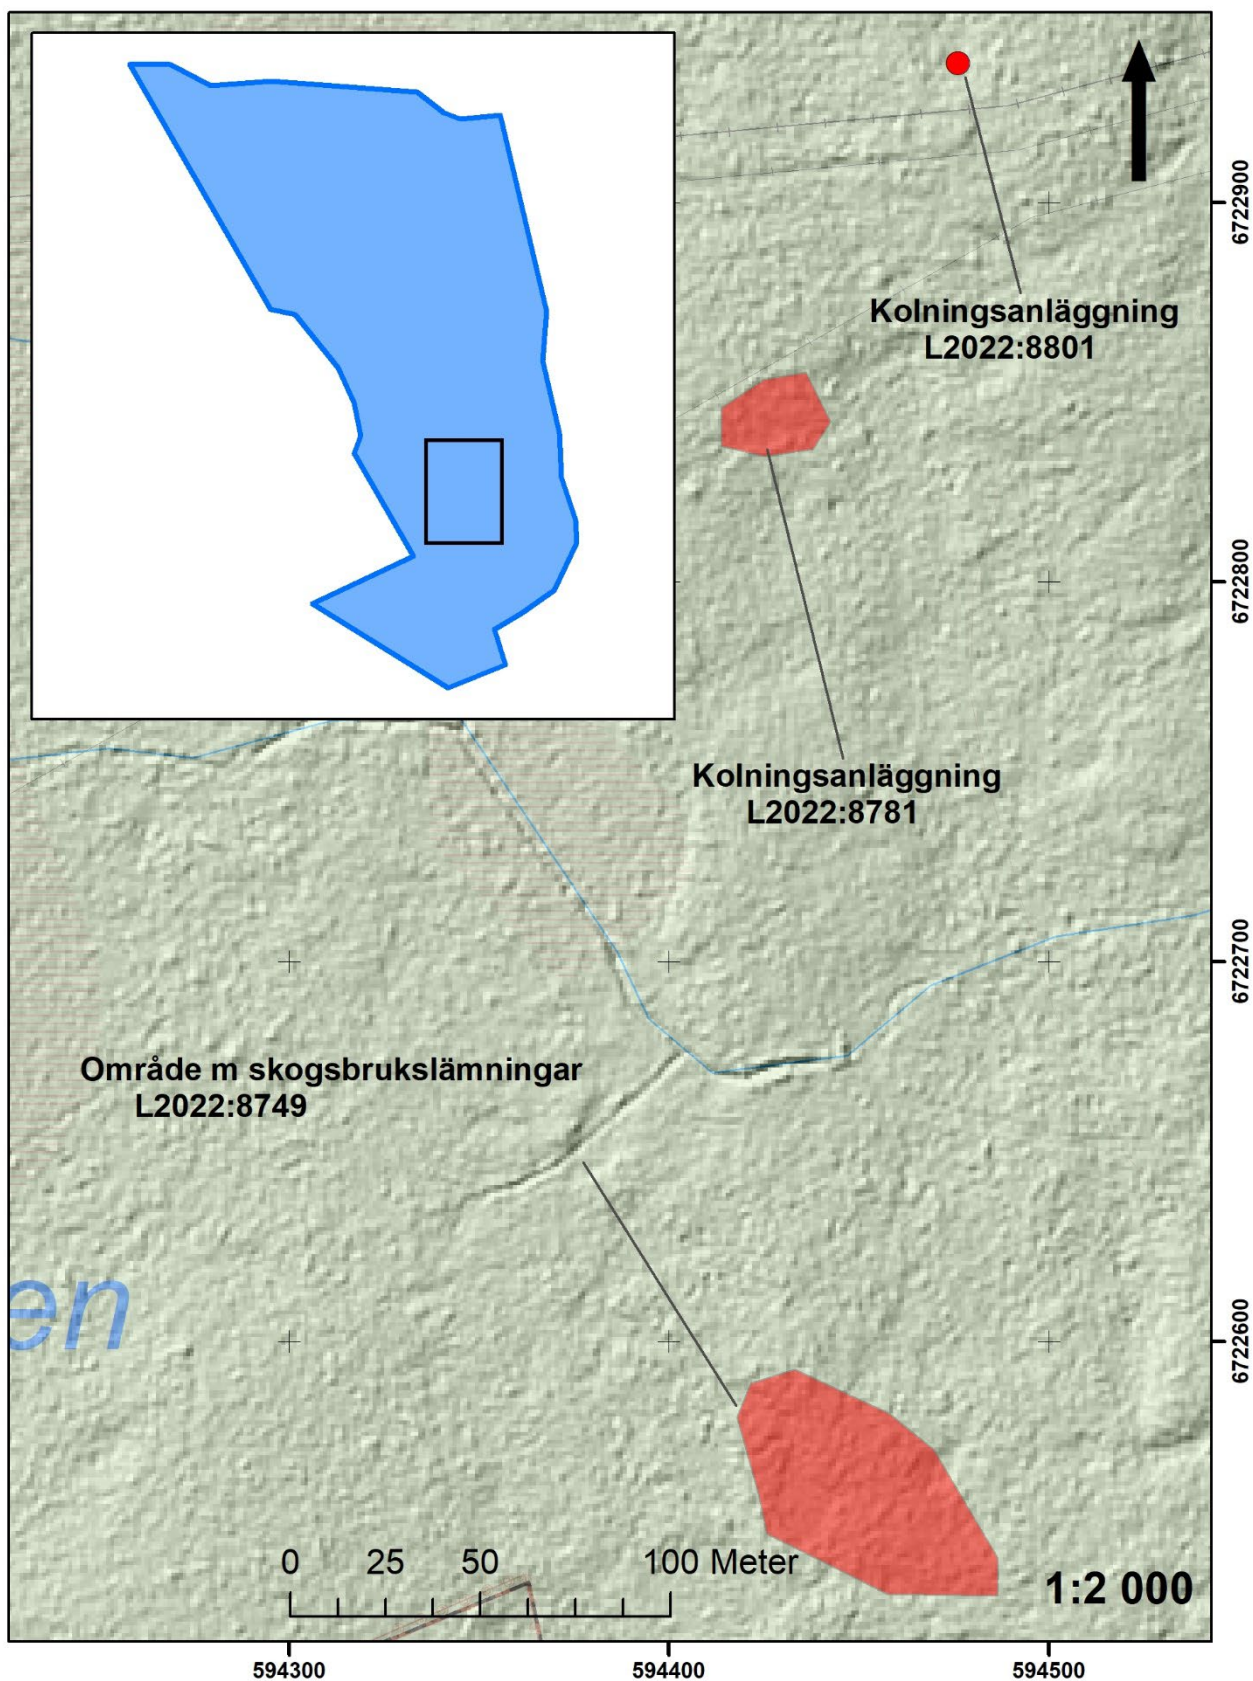 6722900
Kolningsanläggning
L2022:8801
6722800
Kolningsanläggning
L2022:8781
6722700
Område m skogsbrukslämningar
L2022:8749
en
6722600
0 25 50 100 Meter
1:2 000
594300 594400 594500